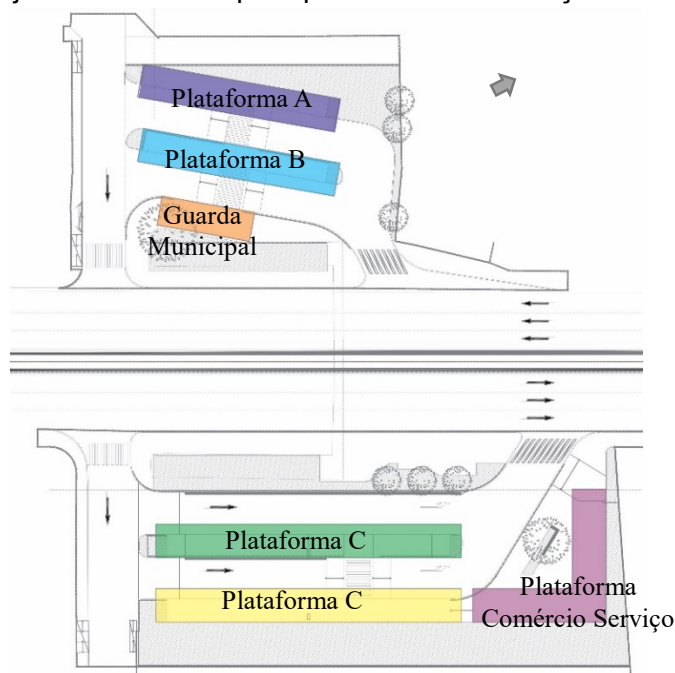 Plataforma A
Plataforma B
Guarda
Municipal
Plataforma C
Plataforma C
Plataforma
Comércio Serviço